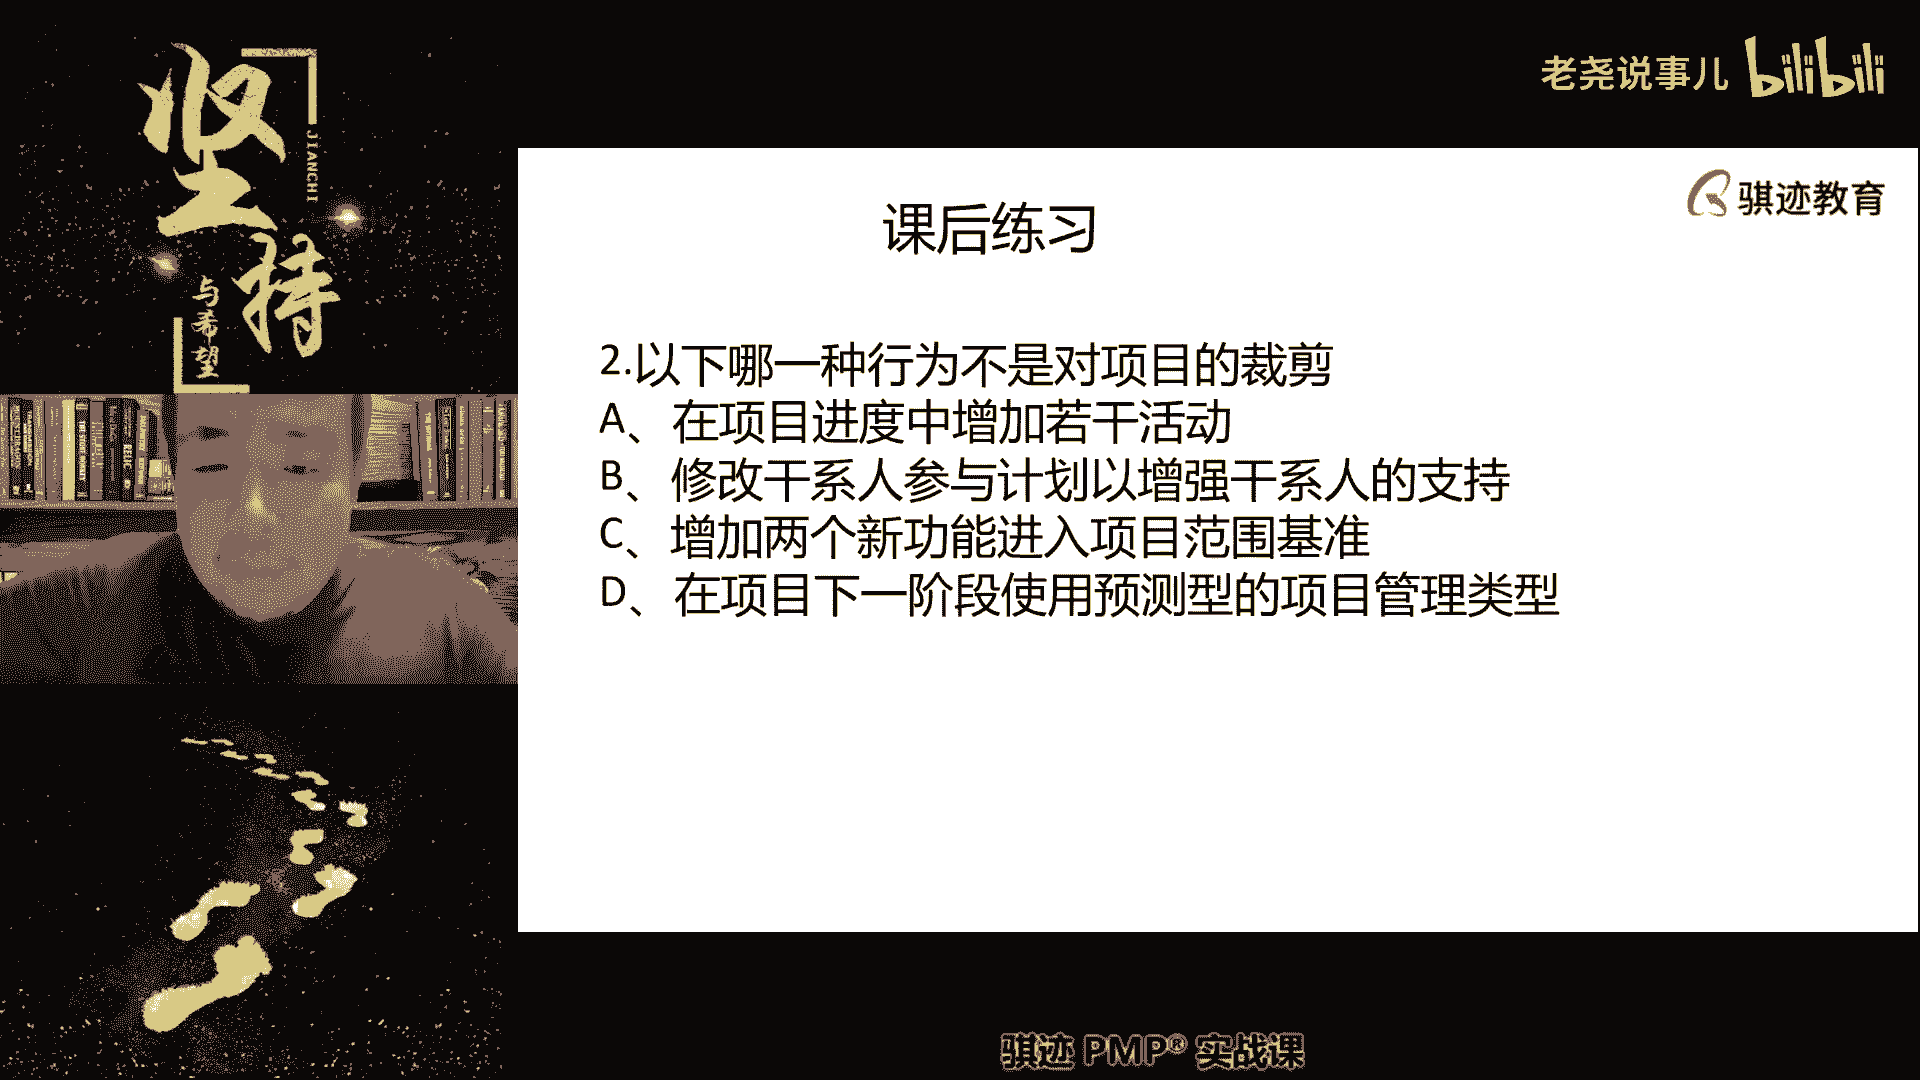 坚持
JIANCHI
与希望
老尧说事儿 bilibili
骐迹教育
课后练习
2.以下哪一种行为不是对项目的裁剪
A、在项目进度中增加若干活动
B、修改干系人参与计划以增强干系人的支持
C、增加两个新功能进入项目范围基准
D、在项目下一阶段使用预测型的项目管理类型
骐迹 PMP® 实战课